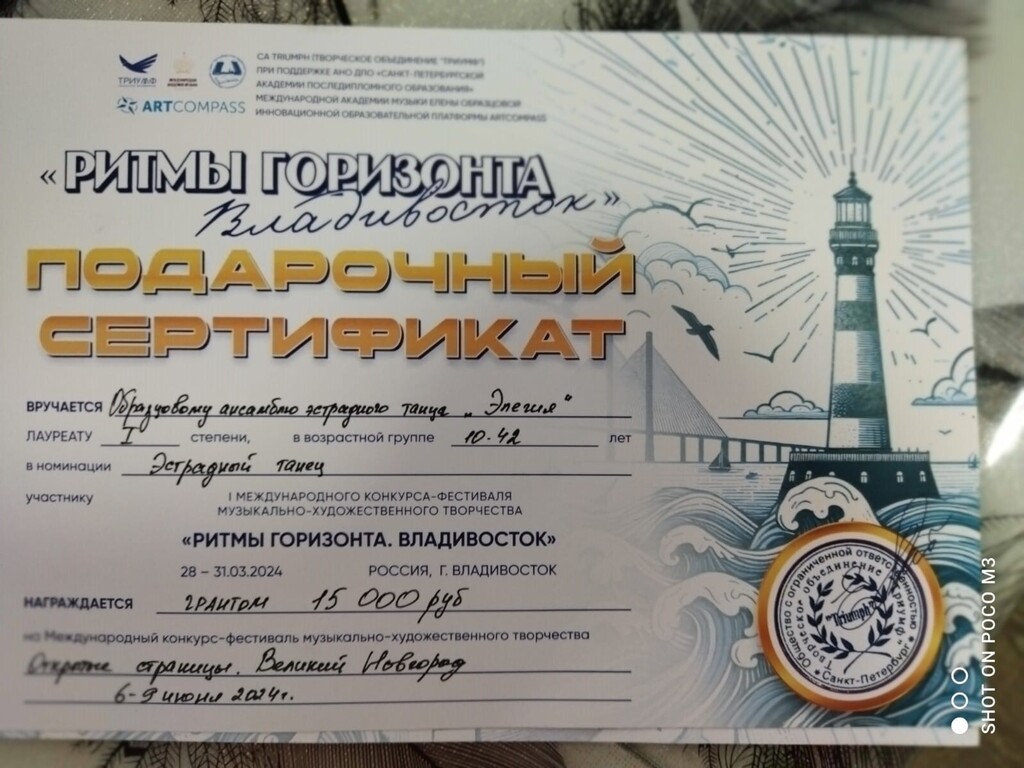 ТРИУМФ
ARTCOMPASS
CA TRIUMPH (ТВОРЧЕСКОЕ ОБЪЕДИНЕНИЕ "ТРИУМФ")
ПРИ ПОДДЕРЖКЕ АНО ДПО «САНКТ-ПЕТЕРБУРГСКОЙ
АКАДЕМИИ ПОСЛЕДИПЛОМНОГО ОБРАЗОВАНИЯ»
МЕЖДУНАРОДНОЙ АКАДЕМИИ МУЗЫКИ ЕЛЕНЫ ОБРАЗЦОВОЙ
ИННОВАЦИОННОЙ ОБРАЗОВАТЕЛЬНОЙ ПЛАТФОРМЫ ARTCOMPASS
«РИТМЫ ГОРИЗОНТА
Владивосток»
ПОДАРОЧНЫЙ
СЕРТИФИКАТ
ВРУЧАЕТСЯ Образцовому ансамблю эстрадного танца „Элегия"
ЛАУРЕАТУ I степени, в возрастной группе 10-42 лет
в номинации Эстрадный танец
участнику I МЕЖДУНАРОДНОГО КОНКУРСА-ФЕСТИВАЛЯ
МУЗЫКАЛЬНО-ХУДОЖЕСТВЕННОГО ТВОРЧЕСТВА
«РИТМЫ ГОРИЗОНТА. ВЛАДИВОСТОК»
28 – 31.03.2024 РОССИЯ, Г. ВЛАДИВОСТОК
НАГРАЖДАЕТСЯ грантом 15 000 руб
на Международный конкурс-фестиваль музыкально-художественного творчества
страницы. Великий Новгород
6-9 июня 2024г.
Общество с ограниченной ответственностью
Творческое объединение "Триумф"
"Triumph"
Санкт-Петербург
SHOT ON POCO M3